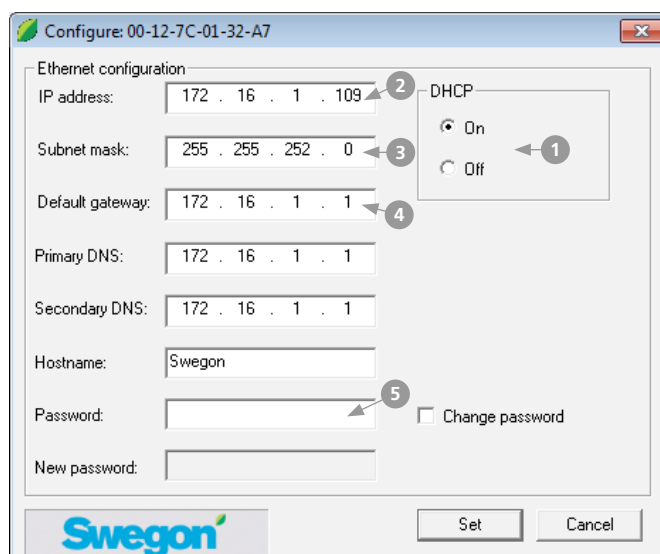 Configure: 00-12-7C-01-32-A7
Ethernet configuration
IP address: 172 . 16 . 1 . 109 2
DHCP
On
Off
1
Subnet mask: 255 . 255 . 252 . 0 3
Default gateway: 172 . 16 . 1 . 1 4
Primary DNS: 172 . 16 . 1 . 1
Secondary DNS: 172 . 16 . 1 . 1
Hostname: Swegon
Password: 5
Change password
New password:
Swegon
Set Cancel